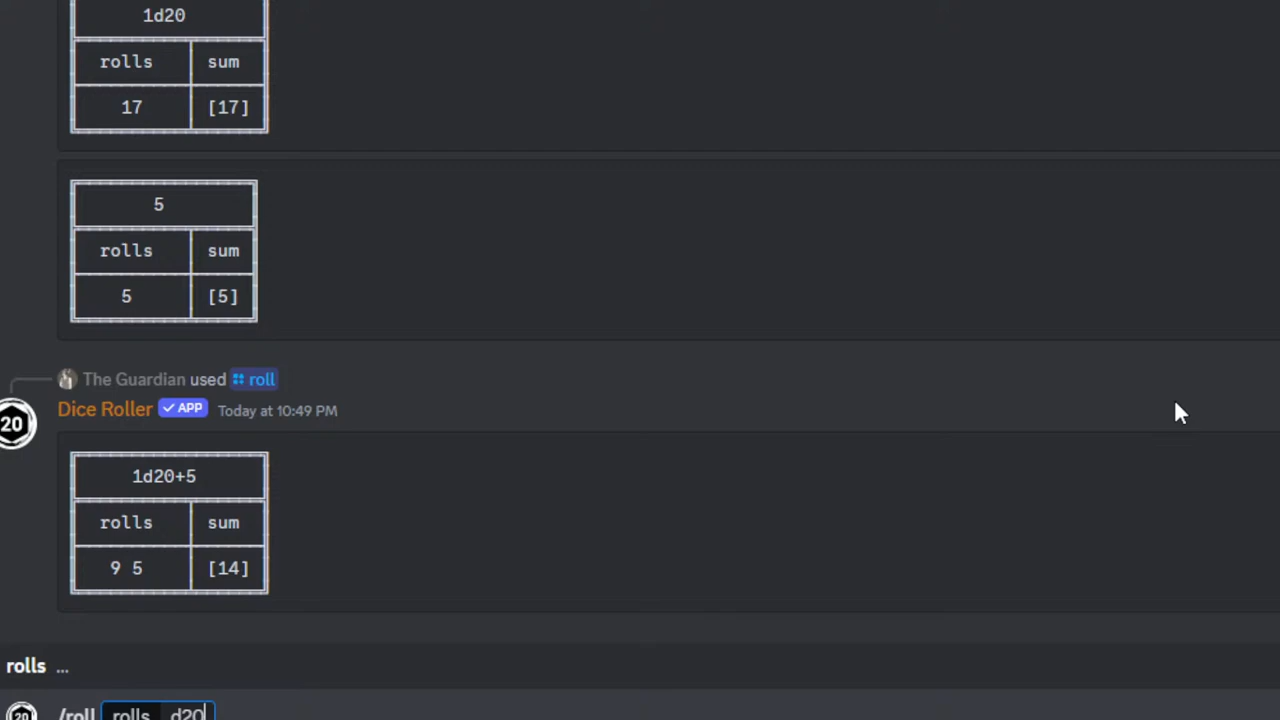 1d20
rolls sum
17 [17]
5
rolls sum
5 [5]
The Guardian used roll
20 Dice Roller APP Today at 10:49 PM
1d20+5
rolls sum
9 5 [14]
rolls ...
20 /roll rolls d20